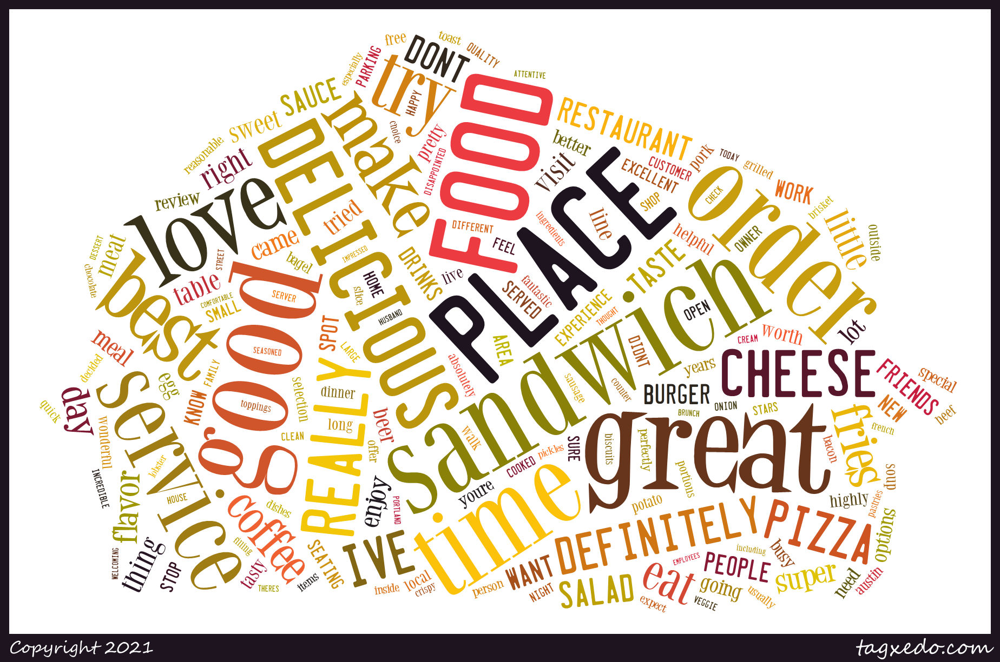 free
toast
QUALITY
DONT
especially
PARKING
try
HAPPY
ATTENTIVE
SAUCE
FOOD
RESTAURANT
make
sweet
choice
pretty
DISAPPOINTED
better
reasonable
right
DELICIOUS
visit
PLACE
EXCELLENT
CUSTOMER
pork
TODAY
grilled
WORK
order
CHECK
SHOP
review
love
tried
DIFFERENT
FEEL
ingredients
line
helpful
OWNER
brisket
little
outside
DESSERT
meat
chocolate
best
STREET
came
bagel
IMPRESSED
DRINKS
live
HOME
slice
HUSBAND
SERVED
fantastic
TASTE
EXPERIENCE
THOUGHT
OPEN
table
COMFORTABLE
SMALL
good
SERVER
SEASONED
toppings
SPOT
LARGE
AREA
sandwich
DIDNT
CREAM
worth
lot
meal
decided
egg
FAMILY
KNOW
selection
REALLY
dinner
long
absolutely
sausage
counter
years
BURGER
ONION
BRUNCH
STARS
CHEESE
FRIENDS
special
NEW
beef
day
quick
service
wonderful
CLEAN
beer
offer
walk
SURE
pickles
COOKED
great
biscuits
perfectly
portions
fries
french
bacon
soup
INCREDIBLE
flavor
lobster
HOUSE
coffee
dishes
enjoy
PORTLAND
youre
time
potato
highly
pastries
options
DEFINITELY
PIZZA
WELCOMING
thing
STOP
filling
tasty
THERES
items
SEATING
IVE
inside
local
crispy
person
WANT
NIGHT
SALAD
eat
expect
EMPLOYEES
PEOPLE
including
busy
going
VEGGIE
usually
super
need
austin
Copyright 2021
tagxedo.com